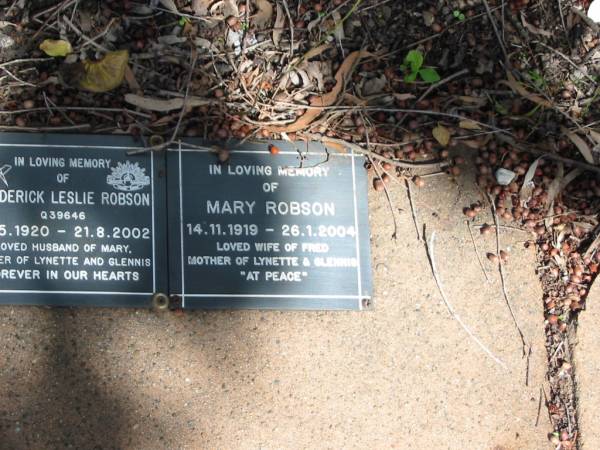 IN LOVING MEMORY
OF
DERICK LESLIE ROBSON
Q39646
5.1920 - 21.8.2002
OVED HUSBAND OF MARY,
ER OF LYNETTE AND GLENNIS
OREVER IN OUR HEARTS
IN LOVING MEMORY
OF
MARY ROBSON
14.11.1919 - 26.1.2004
LOVED WIFE OF FRED
MOTHER OF LYNETTE & GLENNIS
"AT PEACE"